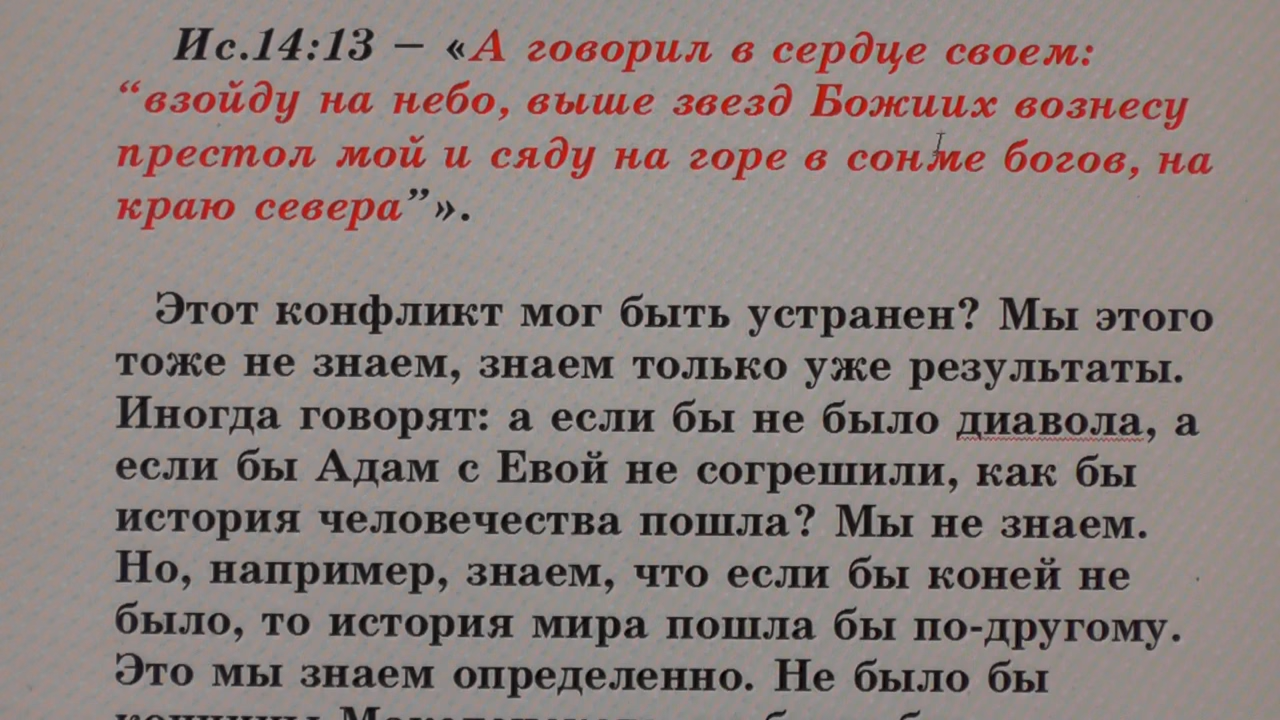 Ис.14:13 – «А говорил в сердце своем:
“взойду на небо, выше звезд Божиих вознесу
престол мой и сяду на горе в сонме богов, на
краю севера”».
Этот конфликт мог быть устранен? Мы этого
тоже не знаем, знаем только уже результаты.
Иногда говорят: а если бы не было диавола, а
если бы Адам с Евой не согрешили, как бы
история человечества пошла? Мы не знаем.
Но, например, знаем, что если бы коней не
было, то история мира пошла бы по-другому.
Это мы знаем определенно. Не было бы